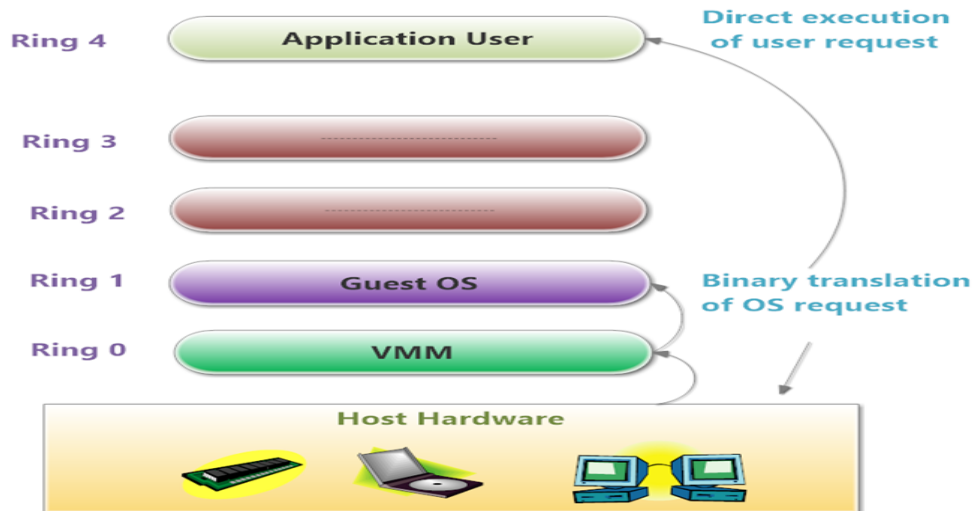 Direct execution
of user request
Ring 4
Application User
Ring 3
---------------------------
Ring 2
---------------------------
Ring 1
Guest OS
Binary translation
of OS request
Ring 0
VMM
Host Hardware